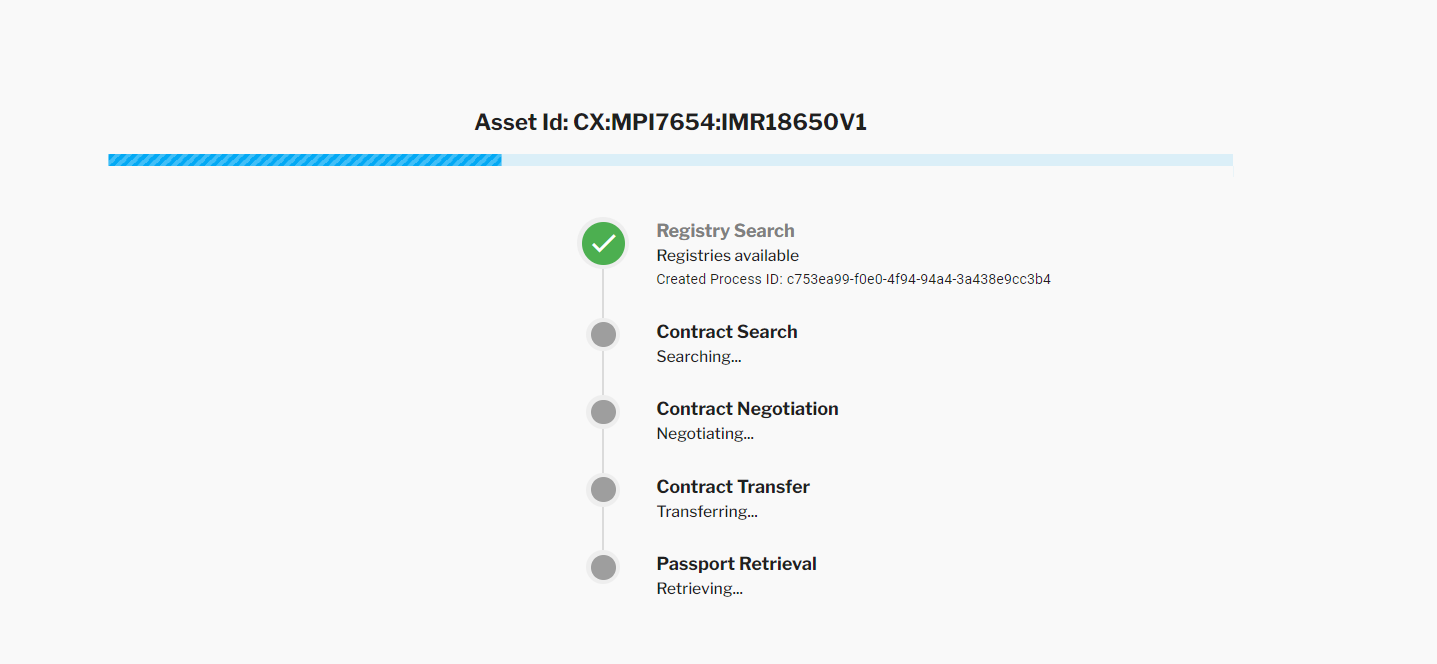 Asset Id: CX:MPI7654:IMR18650V1
Registry Search
Registries available
Created Process ID: c753ea99-f0e0-4f94-94a4-3a438e9cc3b4
Contract Search
Searching...
Contract Negotiation
Negotiating...
Contract Transfer
Transferring...
Passport Retrieval
Retrieving...